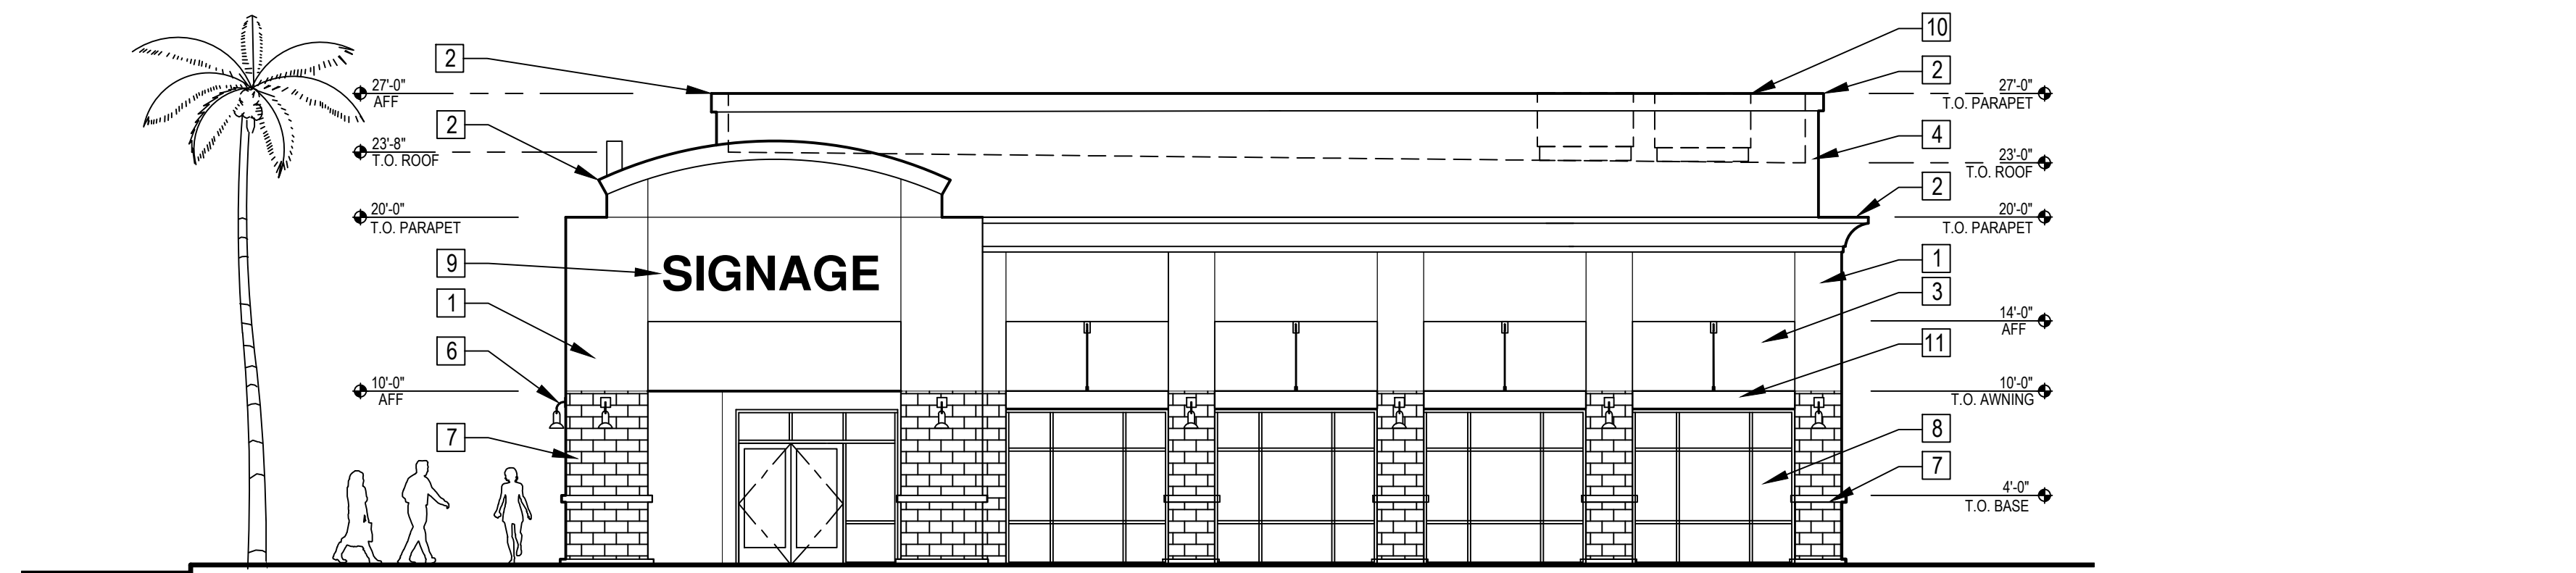 10
2
2
27'-0"
AFF
27'-0"
T.O. PARAPET
2
4
23'-8"
T.O. ROOF
23'-0"
T.O. ROOF
2
20'-0"
T.O. PARAPET
20'-0"
T.O. PARAPET
9
SIGNAGE
1
1
3
14'-0"
AFF
6
11
10'-0"
AFF
10'-0"
T.O. AWNING
7
8
7
4'-0"
T.O. BASE